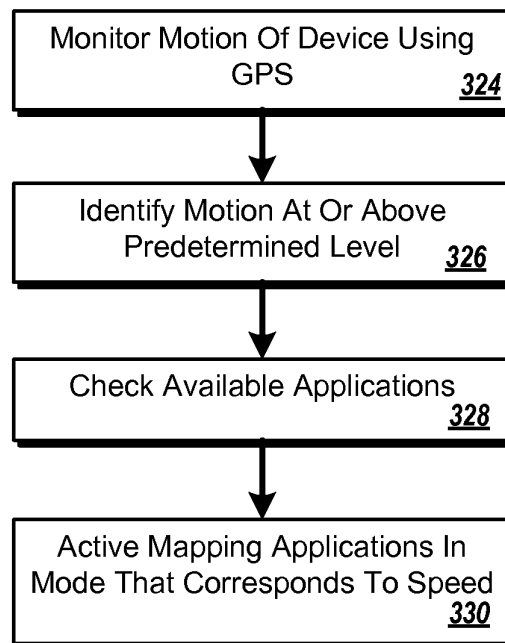 Monitor Motion Of Device Using
GPS
324
Identify Motion At Or Above
Predetermined Level
326
Check Available Applications
328
Active Mapping Applications In
Mode That Corresponds To Speed
330